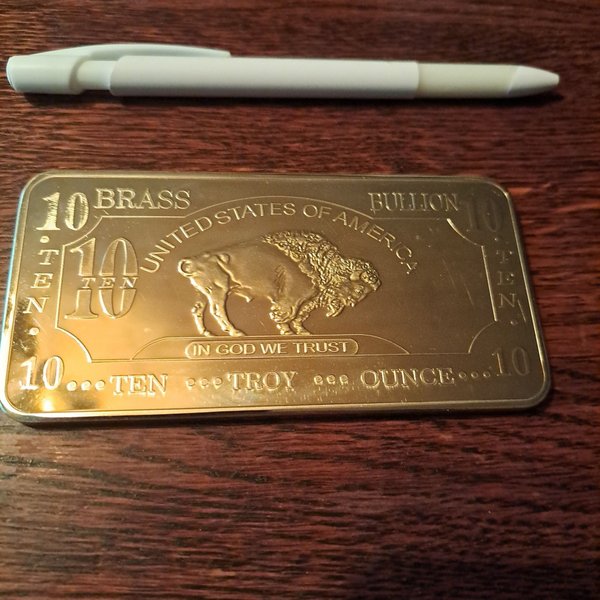 10 BRASS BULLION 10
UNITED STATES OF AMERICA
· TEN ·
10
TEN
· TEN ·
IN GOD WE TRUST
10•••TEN •••TROY •••OUNCE•••10